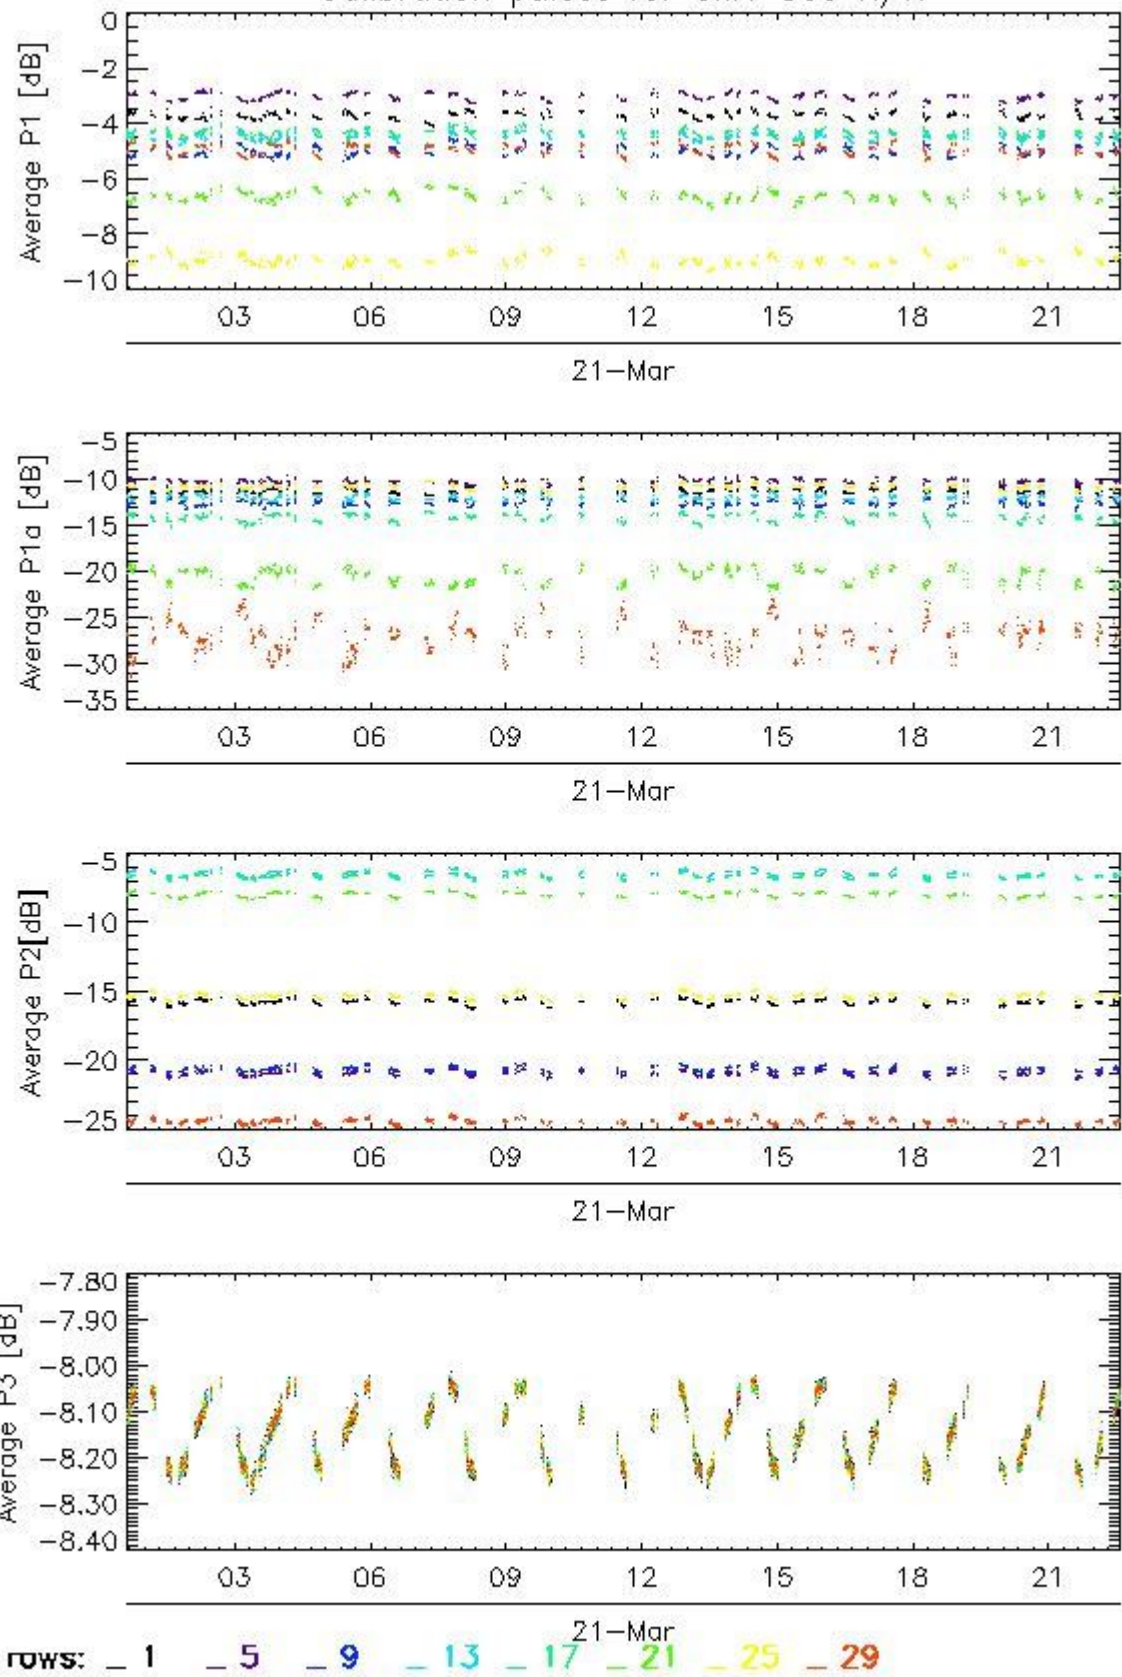 0
-2
-4
-6
-8
-10
Average P1 [dB]
03 06 09 12 15 18 21
21-Mar
-5
-10
-15
-20
-25
-30
-35
Average P1a [dB]
03 06 09 12 15 18 21
21-Mar
-5
-10
-15
-20
-25
Average P2[dB]
03 06 09 12 15 18 21
21-Mar
-7.80
-7.90
-8.00
-8.10
-8.20
-8.30
-8.40
Average P3 [dB]
03 06 09 12 15 18 21
21-Mar
rows: _ 1 _ 5 _ 9 _ 13 _ 17 _ 21 _ 25 _ 29